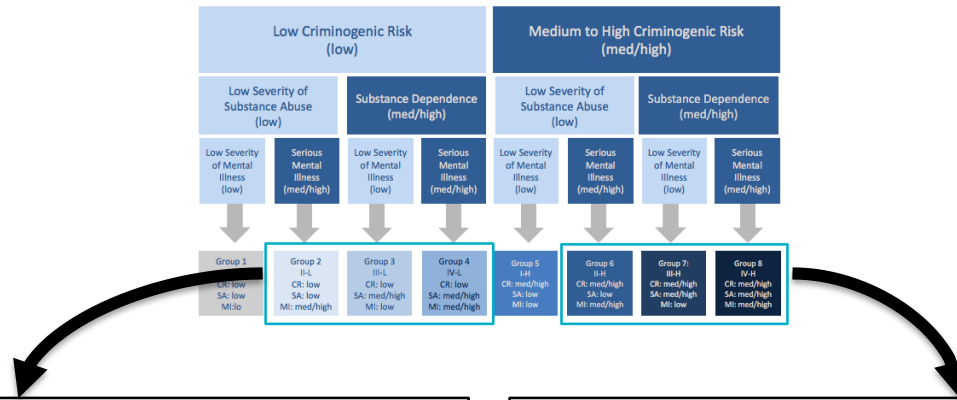 Low Criminogenic Risk
(low)
Medium to High Criminogenic Risk
(med/high)
Low Severity of
Substance Abuse
(low)
Substance Dependence
(med/high)
Low Severity of
Substance Abuse
(low)
Substance Dependence
(med/high)
Low Severity
of Mental
Illness
(low)
Serious
Mental
Illness
(med/high)
Low Severity
of Mental
Illness
(low)
Serious
Mental
Illness
(med/high)
Low Severity
of Mental
Illness
(low)
Serious
Mental
Illness
(med/high)
Low Severity
of Mental
Illness
(low)
Serious
Mental
Illness
(med/high)
Group 1
CR: low
SA: low
MI:lo
Group 2
II-L
CR: low
SA: low
MI: med/high
Group 3
III-L
CR: low
SA: med/high
MI: low
Group 4
IV-L
CR: low
SA: med/high
MI: med/high
Group 5
I-H
CR: med/high
SA: low
MI: low
Group 6
II-H
CR: med/high
SA: low
MI: med/high
Group 7:
III-H
CR: med/high
SA: med/high
MI: low
Group 8
IV-H
CR: med/high
SA: med/high
MI: med/high